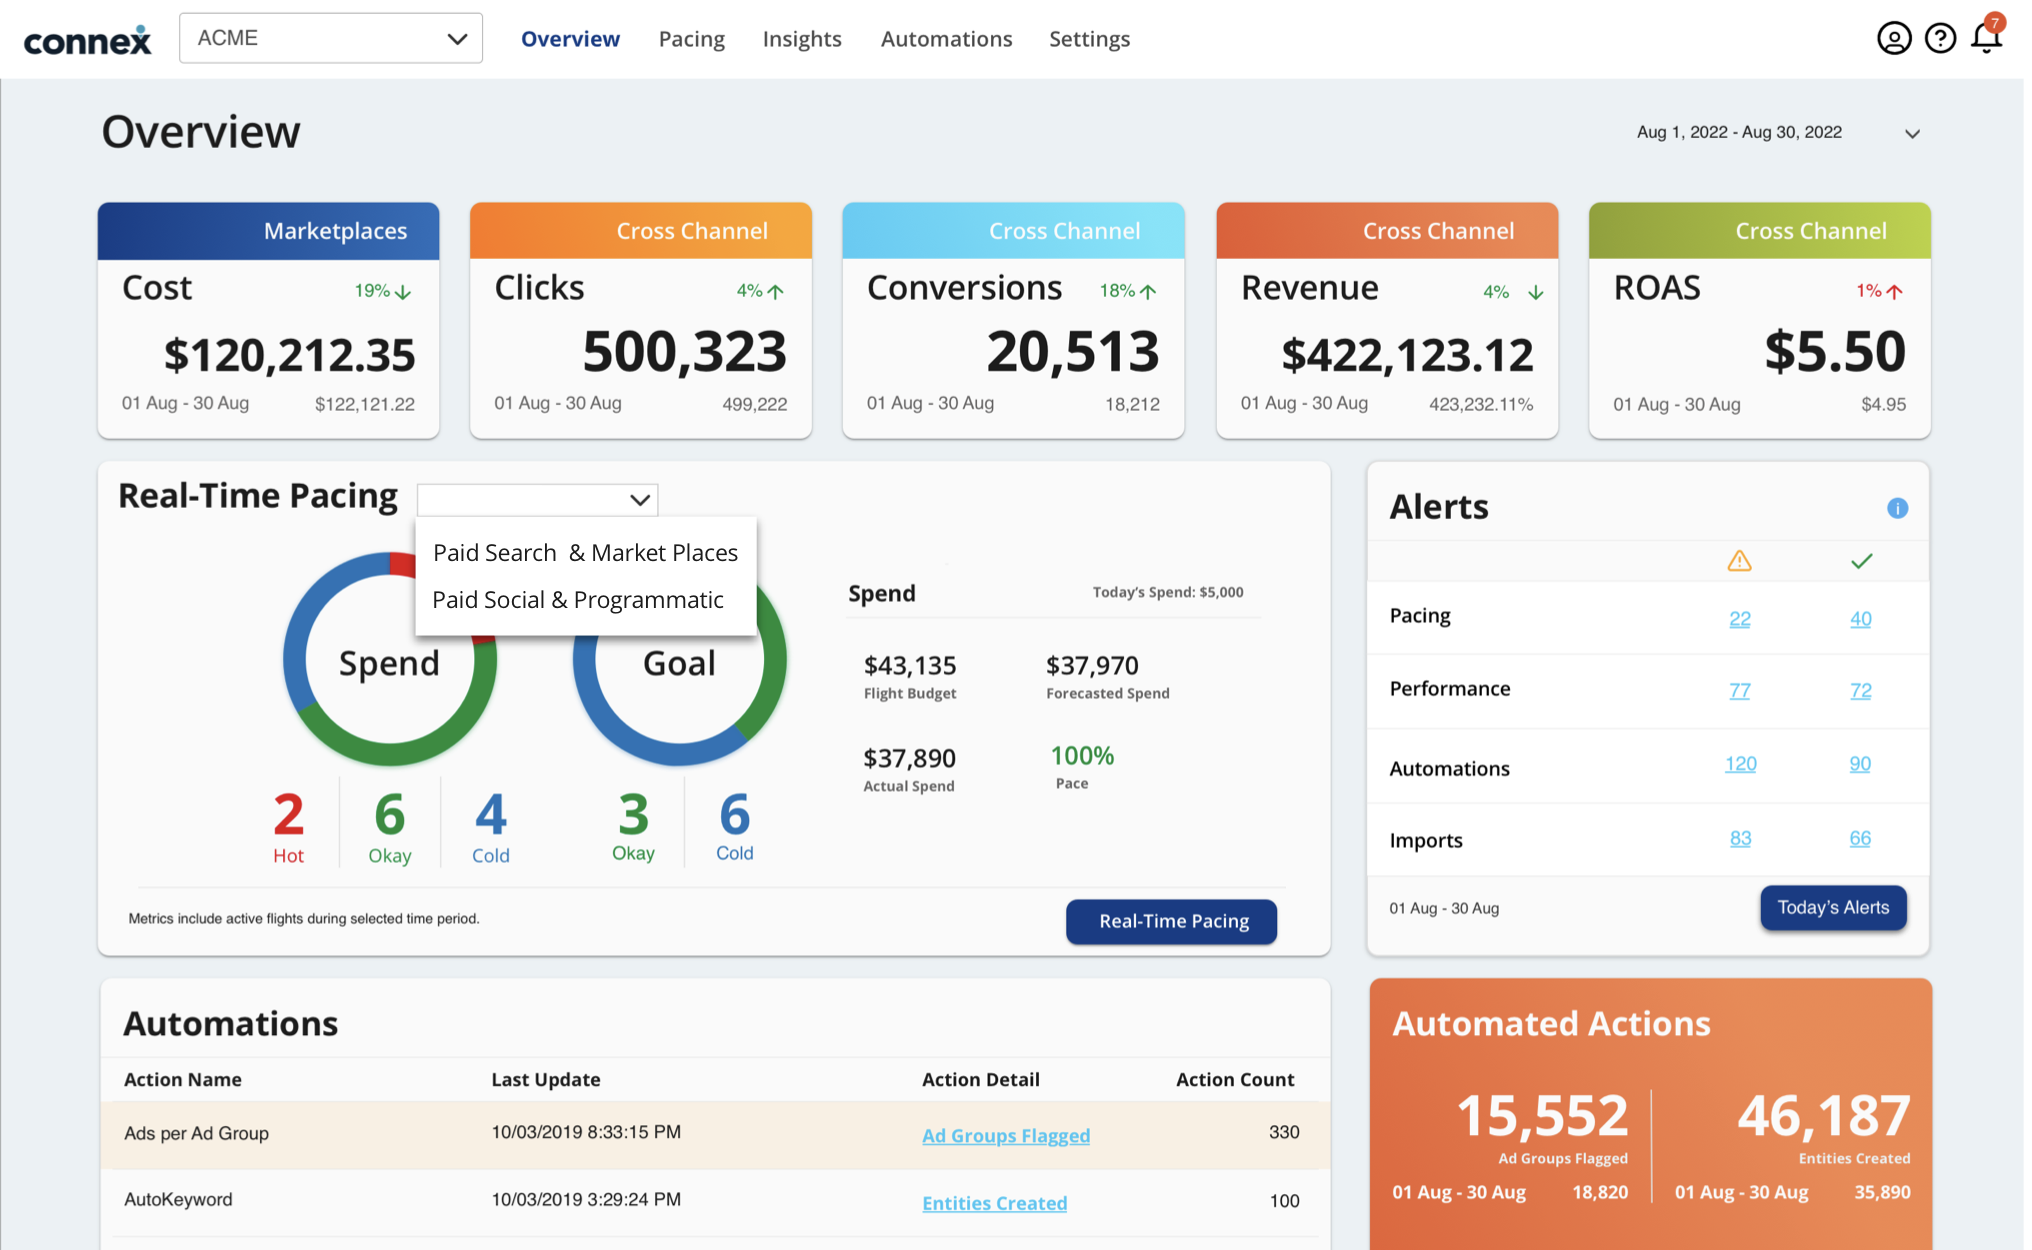 connex
ACME
Overview
Pacing
Insights
Automations
Settings
7
Overview
Aug 1, 2022 - Aug 30, 2022
Marketplaces
Cost
19%
$120,212.35
01 Aug - 30 Aug
$122,121.22
Cross Channel
Clicks
4%
500,323
01 Aug - 30 Aug
499,222
Cross Channel
Conversions
18%
20,513
01 Aug - 30 Aug
18,212
Cross Channel
Revenue
4%
$422,123.12
01 Aug - 30 Aug
423,232.11%
Cross Channel
ROAS
1%
$5.50
01 Aug - 30 Aug
$4.95
Real-Time Pacing
Paid Search & Market Places
Paid Social & Programmatic
Spend
Goal
2
Hot
6
Okay
4
Cold
3
Okay
6
Cold
Spend
Today's Spend: $5,000
$43,135
Flight Budget
$37,970
Forecasted Spend
$37,890
Actual Spend
100%
Pace
Metrics include active flights during selected time period.
Real-Time Pacing
Alerts
i
Pacing 22 40
Performance 77 72
Automations 120 90
Imports 83 66
01 Aug - 30 Aug
Today's Alerts
Automations
Action Name Last Update Action Detail Action Count
Ads per Ad Group 10/03/2019 8:33:15 PM Ad Groups Flagged 330
AutoKeyword 10/03/2019 3:29:24 PM Entities Created 100
Automated Actions
15,552
Ad Groups Flagged
01 Aug - 30 Aug 18,820
46,187
Entities Created
01 Aug - 30 Aug 35,890